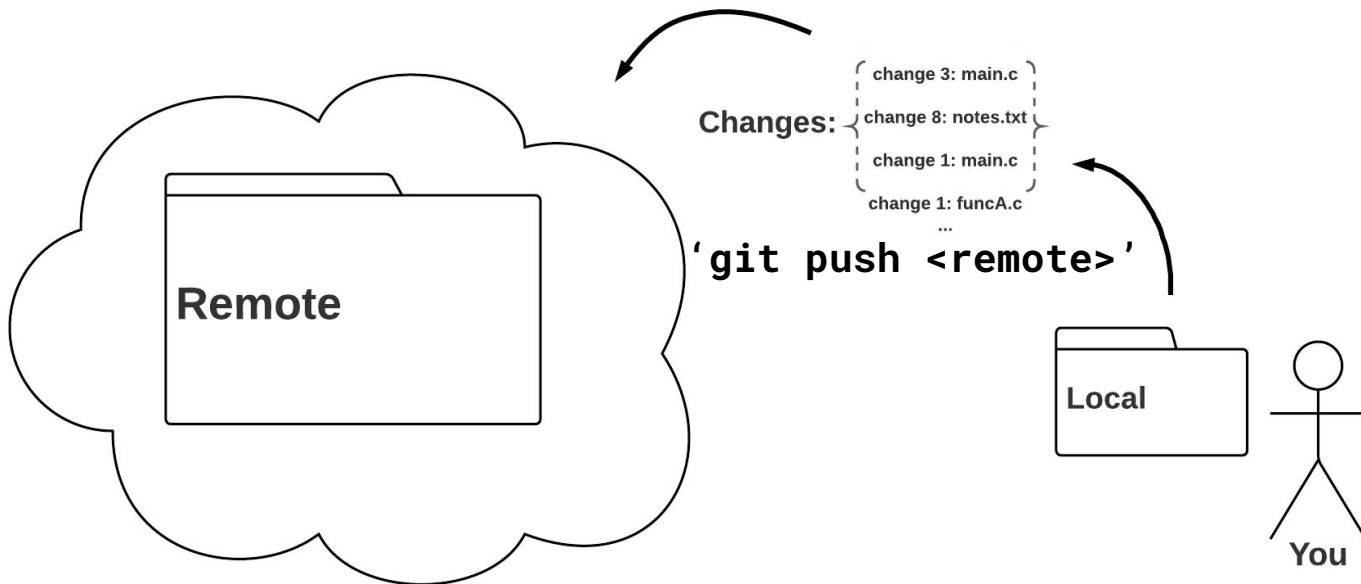 change 3: main.c
Changes:
change 8: notes.txt
change 1: main.c
change 1: funcA.c
...
‘git push <remote>’
Remote
Local
You